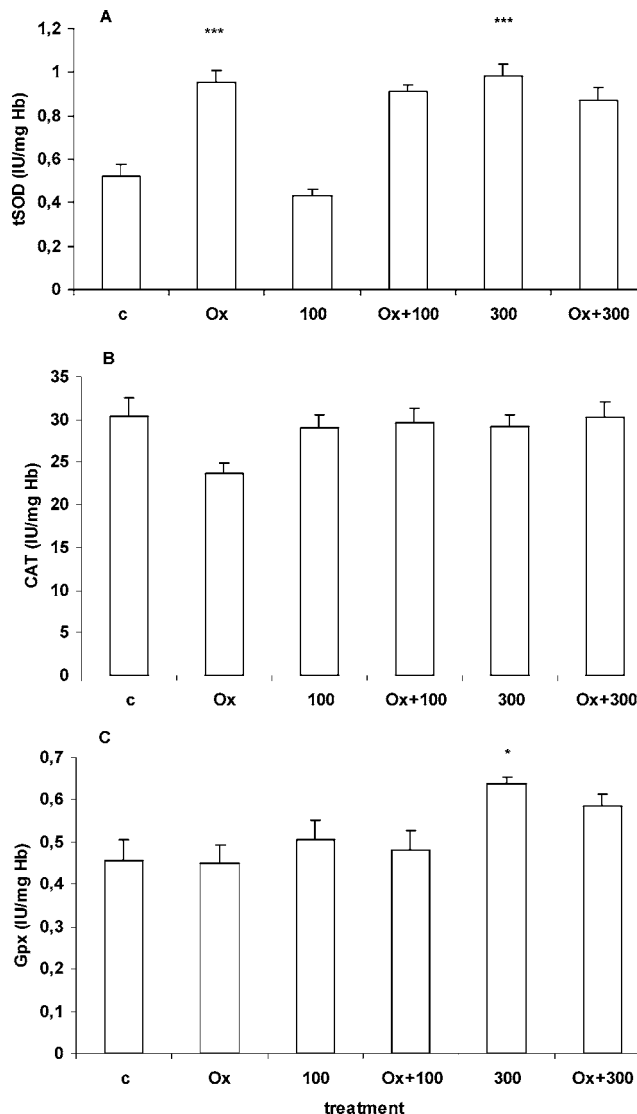 A
*** ***
1,2
1
0,8
0,6
0,4
0,2
0
tSOD (IU/mg Hb)
c Ox 100 Ox+100 300 Ox+300
B
35
30
25
20
15
10
5
0
CAT (IU/mg Hb)
c Ox 100 Ox+100 300 Ox+300
C
*
0,7
0,6
0,5
0,4
0,3
0,2
0,1
0
Gpx (IU/mg Hb)
c Ox 100 Ox+100 300 Ox+300
treatment